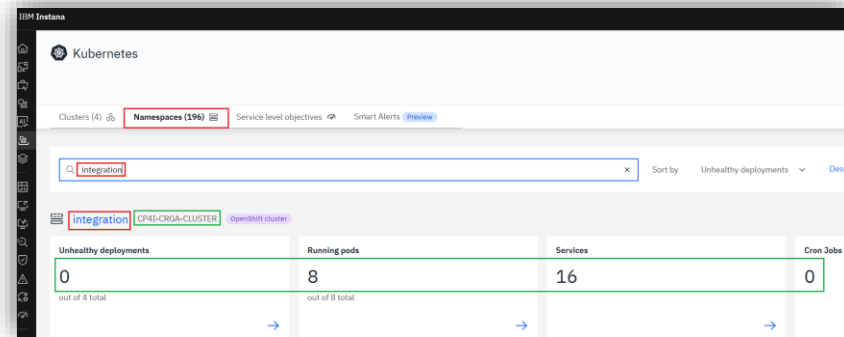 IBM Instana
Kubernetes
Clusters (4) Namespaces (196) Service level objectives Smart Alerts Preview
integration × Sort by Unhealthy deployments Des
integration CP4I-CRGA-CLUSTER OpenShift cluster
Unhealthy deployments Running pods Services Cron Jobs
0 8 16 0
out of 4 total out of 8 total